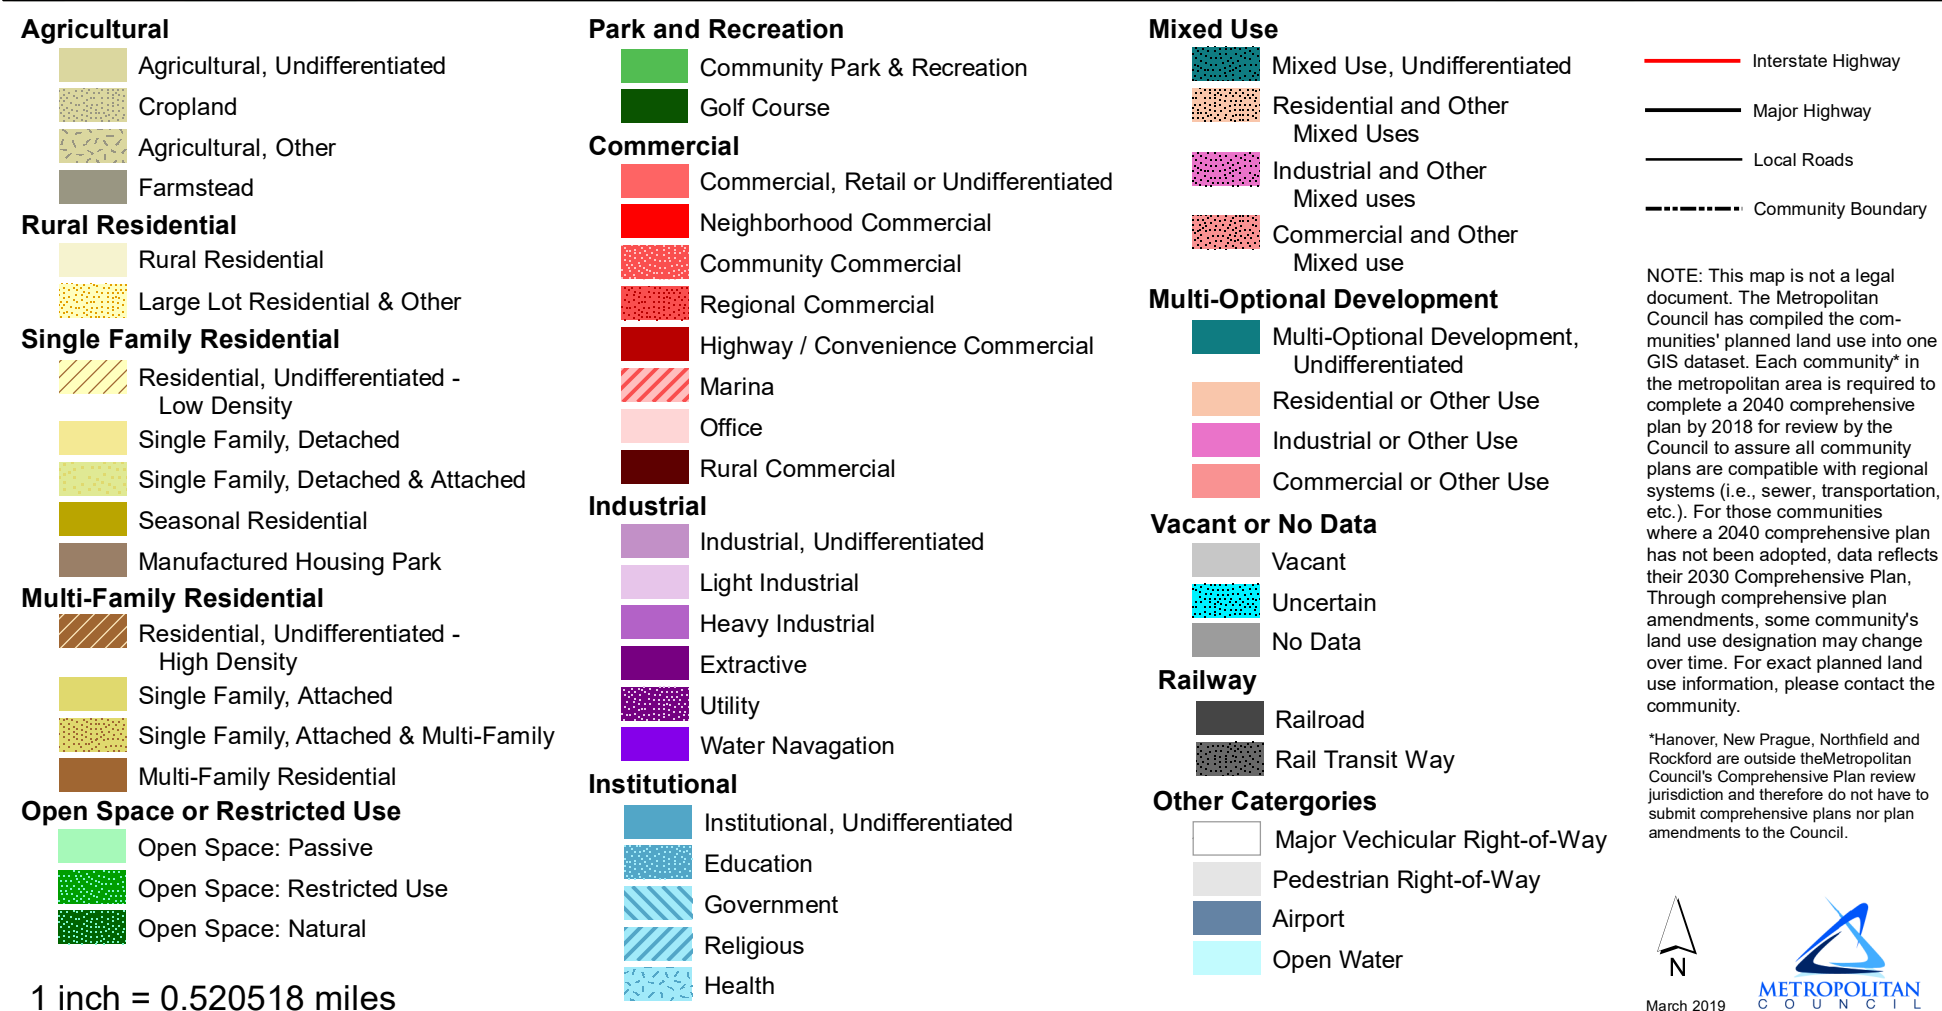 Agricultural
Agricultural, Undifferentiated
Cropland
Agricultural, Other
Farmstead
Rural Residential
Rural Residential
Large Lot Residential & Other
Single Family Residential
Residential, Undifferentiated -
Low Density
Single Family, Detached
Single Family, Detached & Attached
Seasonal Residential
Manufactured Housing Park
Multi-Family Residential
Residential, Undifferentiated -
High Density
Single Family, Attached
Single Family, Attached & Multi-Family
Multi-Family Residential
Open Space or Restricted Use
Open Space: Passive
Open Space: Restricted Use
Open Space: Natural
1 inch = 0.520518 miles
Park and Recreation
Community Park & Recreation
Golf Course
Commercial
Commercial, Retail or Undifferentiated
Neighborhood Commercial
Community Commercial
Regional Commercial
Highway / Convenience Commercial
Marina
Office
Rural Commercial
Industrial
Industrial, Undifferentiated
Light Industrial
Heavy Industrial
Extractive
Utility
Water Navagation
Institutional
Institutional, Undifferentiated
Education
Government
Religious
Health
Mixed Use
Mixed Use, Undifferentiated
Residential and Other
Mixed Uses
Industrial and Other
Mixed uses
Commercial and Other
Mixed use
Multi-Optional Development
Multi-Optional Development,
Undifferentiated
Residential or Other Use
Industrial or Other Use
Commercial or Other Use
Vacant or No Data
Vacant
Uncertain
No Data
Railway
Railroad
Rail Transit Way
Other Catergories
Major Vechicular Right-of-Way
Pedestrian Right-of-Way
Airport
Open Water
Interstate Highway
Major Highway
Local Roads
Community Boundary
NOTE: This map is not a legal
document. The Metropolitan
Council has compiled the com-
munities' planned land use into one
GIS dataset. Each community* in
the metropolitan area is required to
complete a 2040 comprehensive
plan by 2018 for review by the
Council to assure all community
plans are compatible with regional
systems (i.e., sewer, transportation,
etc.). For those communities
where a 2040 comprehensive plan
has not been adopted, data reflects
their 2030 Comprehensive Plan,
Through comprehensive plan
amendments, some community's
land use designation may change
over time. For exact planned land
use information, please contact the
community.
*Hanover, New Prague, Northfield and
Rockford are outside theMetropolitan
Council's Comprehensive Plan review
jurisdiction and therefore do not have to
submit comprehensive plans nor plan
amendments to the Council.
N
March 2019
METROPOLITAN
COUNCIL